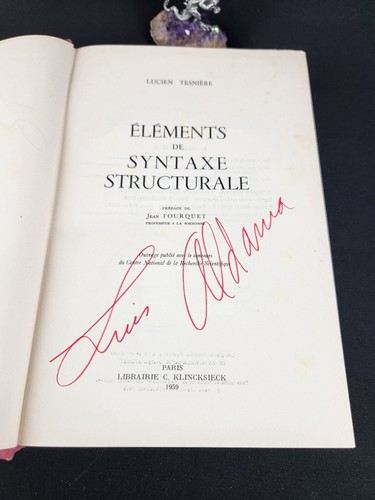 LUCIEN TESNIÈRE
ÉLÉMENTS
DE
SYNTAXE
STRUCTURALE
PRÉFACE DE
JEAN FOURQUET
PROFESSEUR A LA SORBONNE
Ouvrage publié avec le concours
du Centre National de la Recherche Scientifique
Luis Aldama
PARIS
LIBRAIRIE C. KLINCKSIECK
1959